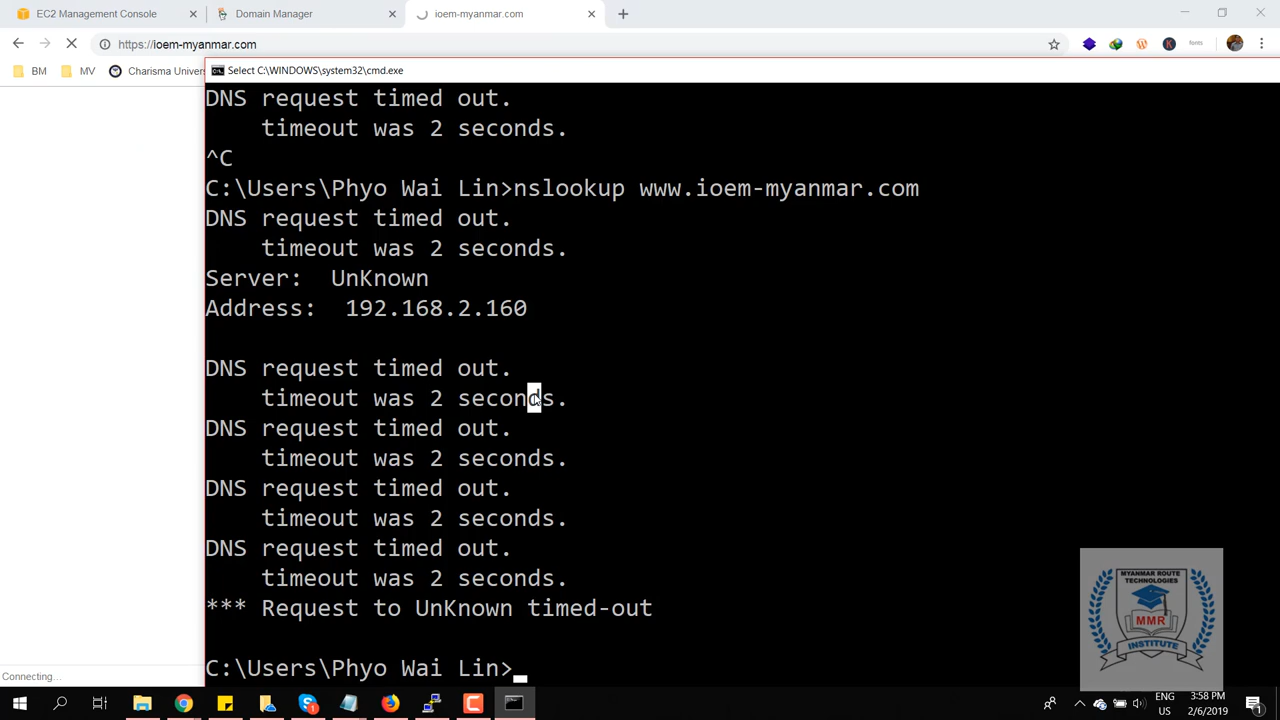 EC2 Management Console
Domain Manager
ioem-myanmar.com
https://ioem-myanmar.com
fonts
BM
MV
Charisma Univer
Select C:\WINDOWS\system32\cmd.exe
DNS request timed out.
timeout was 2 seconds.
^C
C:\Users\Phyo Wai Lin>nslookup www.ioem-myanmar.com
DNS request timed out.
timeout was 2 seconds.
Server: UnKnown
Address: 192.168.2.160
DNS request timed out.
timeout was 2 seconds.
DNS request timed out.
timeout was 2 seconds.
DNS request timed out.
timeout was 2 seconds.
DNS request timed out.
timeout was 2 seconds.
*** Request to UnKnown timed-out
C:\Users\Phyo Wai Lin>
MYANMAR ROUTE
TECHNOLOGIES
MMR
INSTITUTE
Connecting...
ENG
US
3:58 PM
2/6/2019